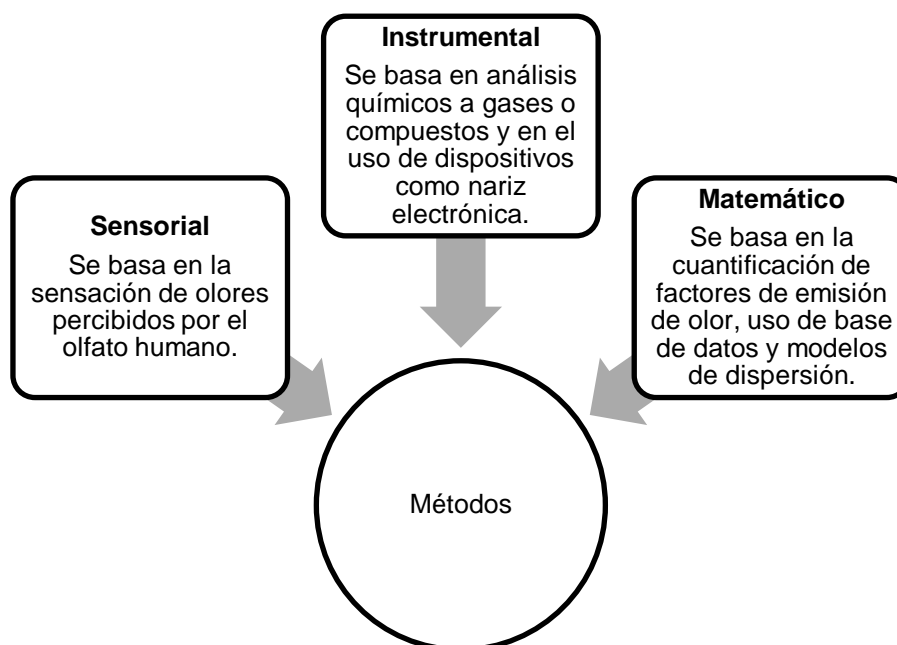 Instrumental
Se basa en análisis
químicos a gases o
compuestos y en el
uso de dispositivos
como nariz
electrónica.
Sensorial
Se basa en la
sensación de olores
percibidos por el
olfato humano.
Matemático
Se basa en la
cuantificación de
factores de emisión
de olor, uso de base
de datos y modelos
de dispersión.
Métodos